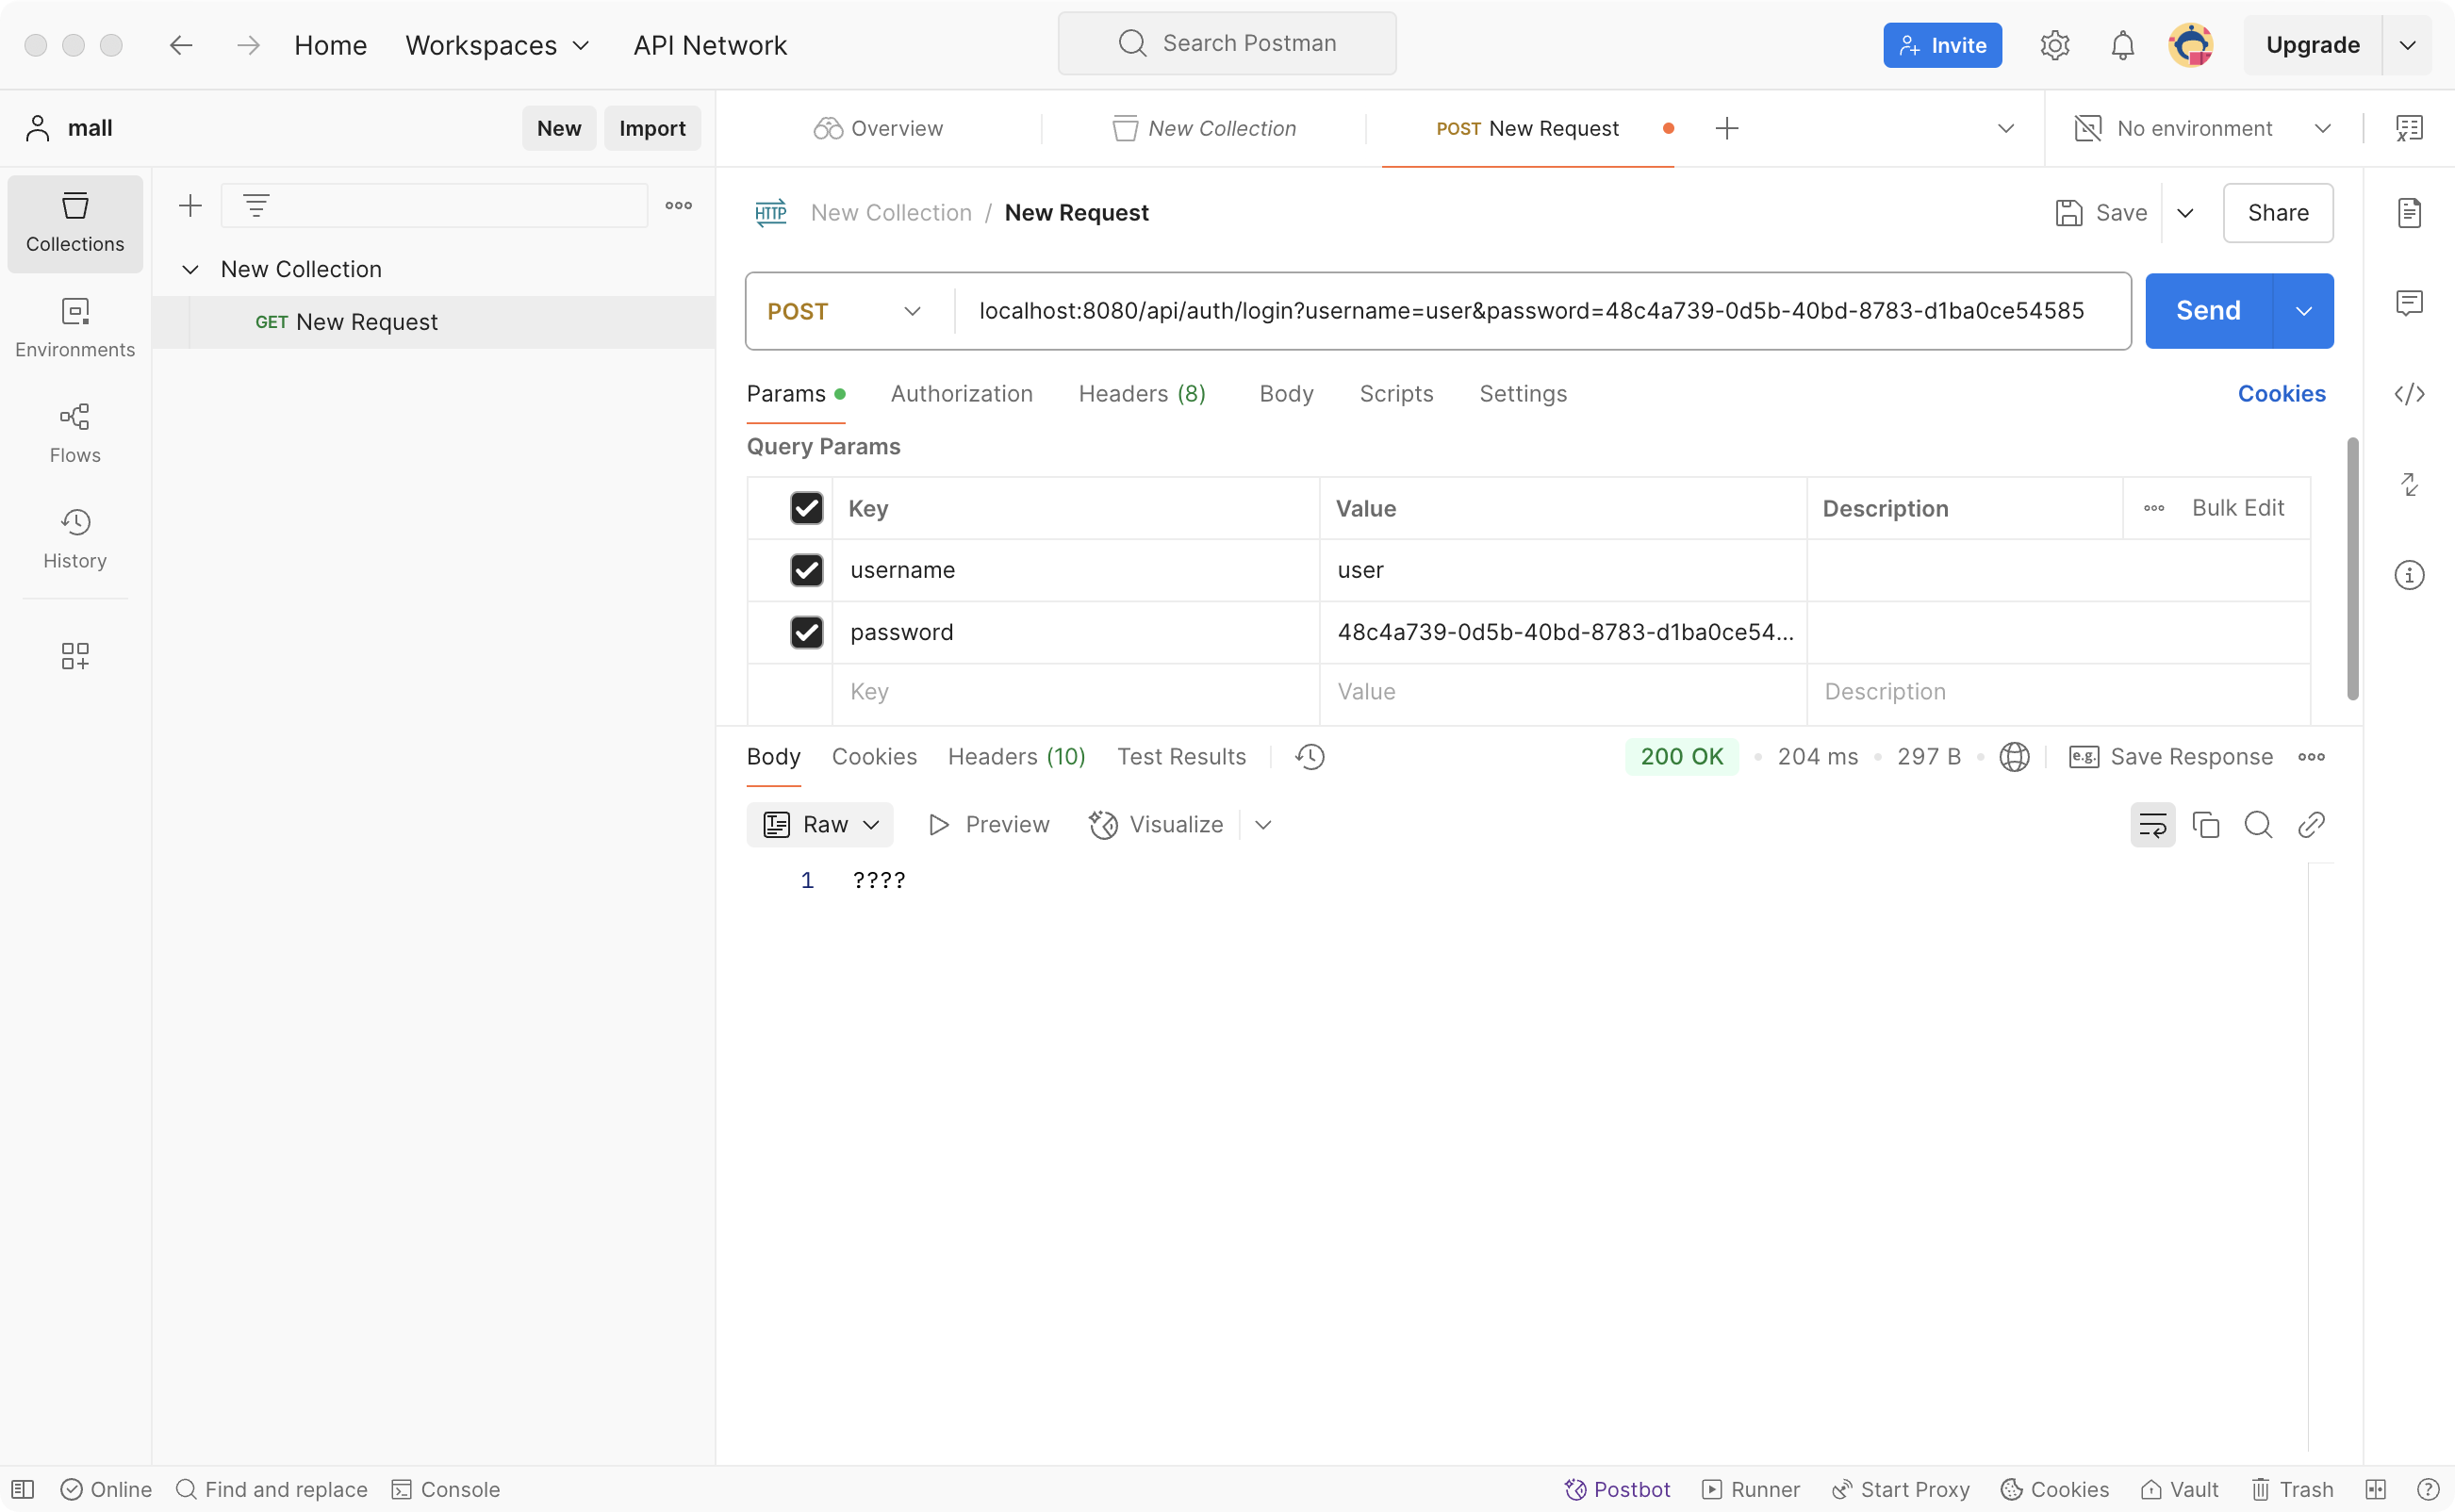 Home Workspaces API Network
Search Postman
Invite
Upgrade
mall
New Import
Overview
New Collection
POST New Request
No environment
Collections
Environments
Flows
History
New Collection
GET New Request
HTTP New Collection / New Request
Save
Share
POST localhost:8080/api/auth/login?username=user&password=48c4a739-0d5b-40bd-8783-d1ba0ce54585
Send
Params Authorization Headers (8) Body Scripts Settings
Cookies
Query Params
Key Value Description Bulk Edit
username user
password 48c4a739-0d5b-40bd-8783-d1ba0ce54...
Key Value Description
Body Cookies Headers (10) Test Results
200 OK • 204 ms • 297 B •
e.g. Save Response
Raw Preview Visualize
1 ????
Online Find and replace Console
Postbot Runner Start Proxy Cookies Vault Trash